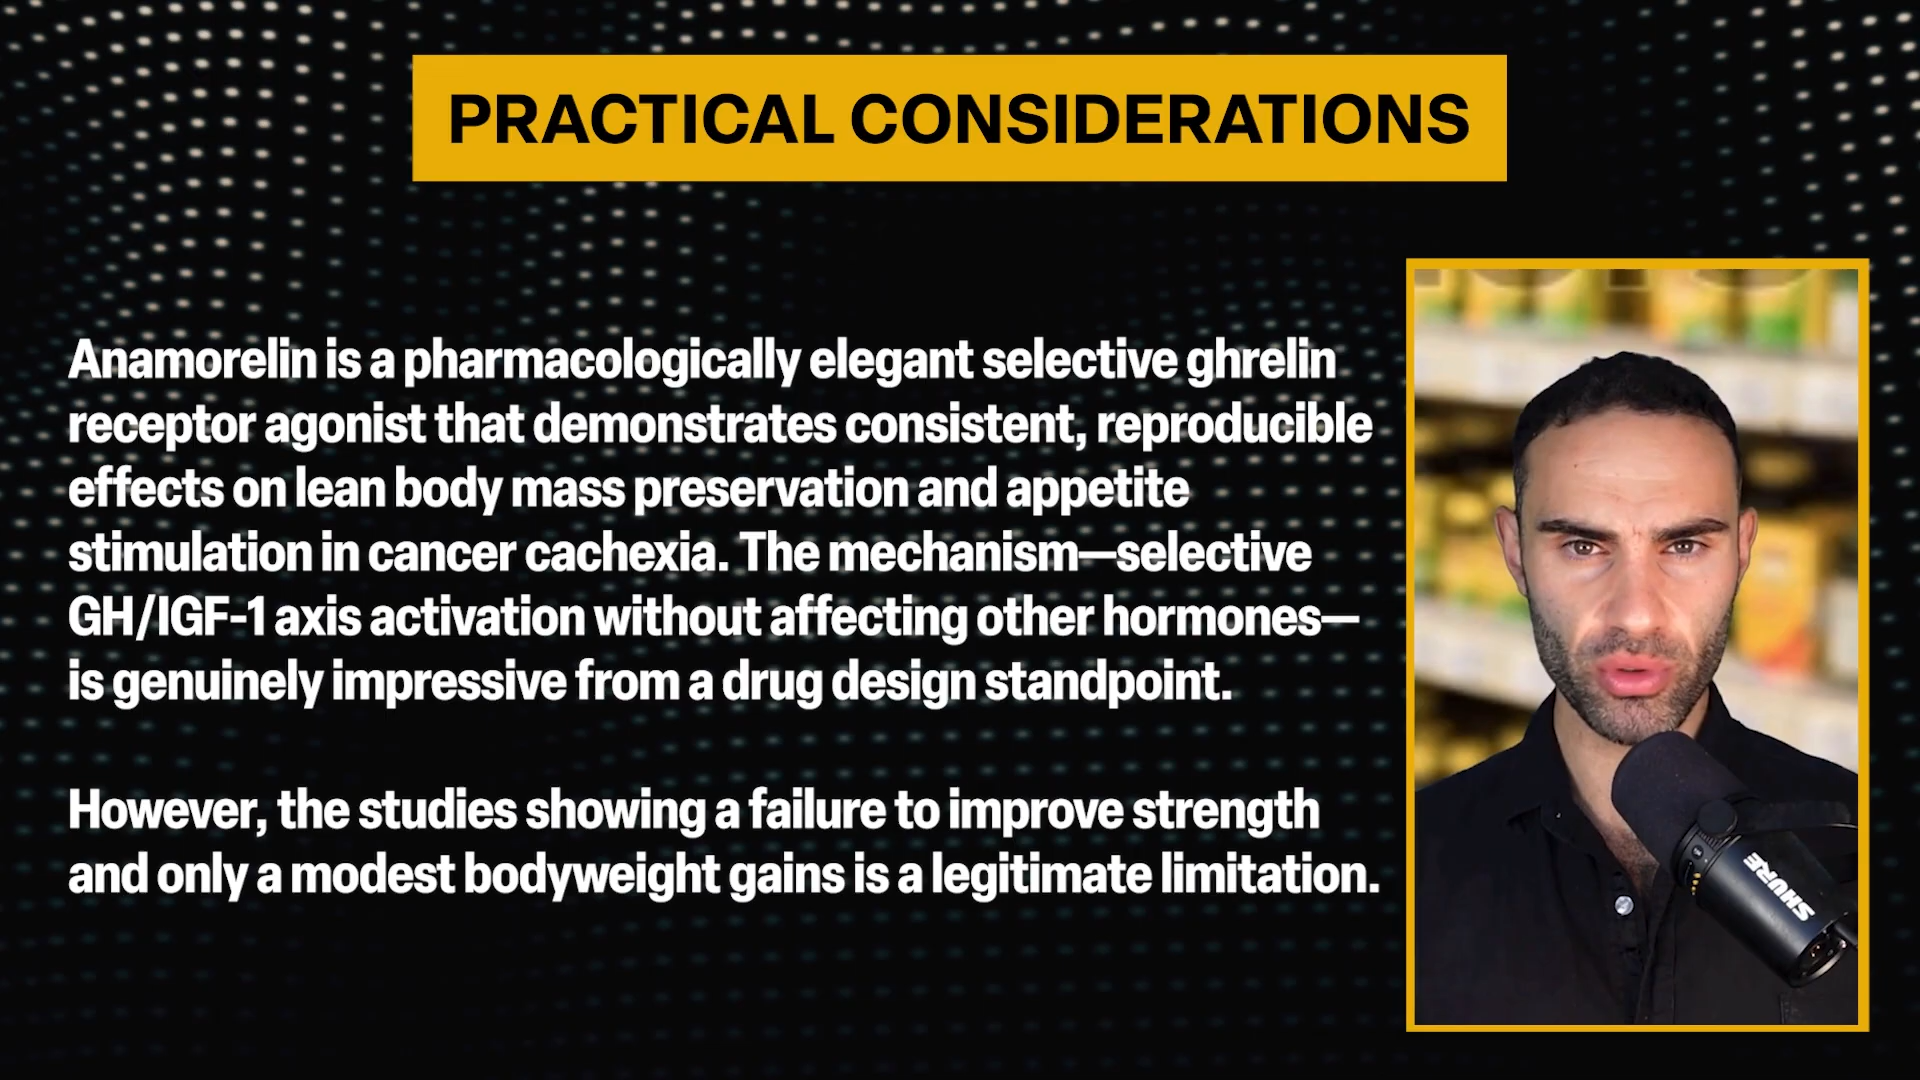 PRACTICAL CONSIDERATIONS
Anamorelin is a pharmacologically elegant selective ghrelin
receptor agonist that demonstrates consistent, reproducible
effects on lean body mass preservation and appetite
stimulation in cancer cachexia. The mechanism—selective
GH/IGF-1 axis activation without affecting other hormones—
is genuinely impressive from a drug design standpoint.
However, the studies showing a failure to improve strength
and only a modest bodyweight gains is a legitimate limitation.
SHURE